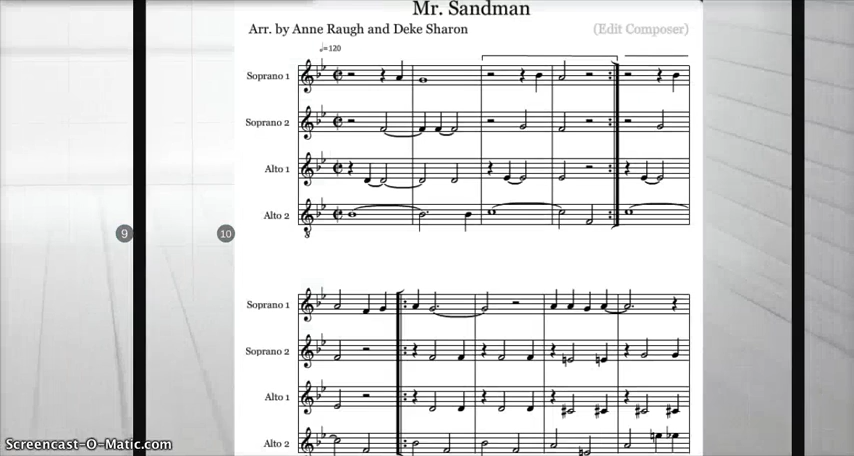 Mr. Sandman
Arr. by Anne Raugh and Deke Sharon
(Edit Composer)
♩=120
Soprano 1
Soprano 2
Alto 1
Alto 2
8
9
10
Soprano 1
Soprano 2
Alto 1
Alto 2
Screencast-O-Matic.com